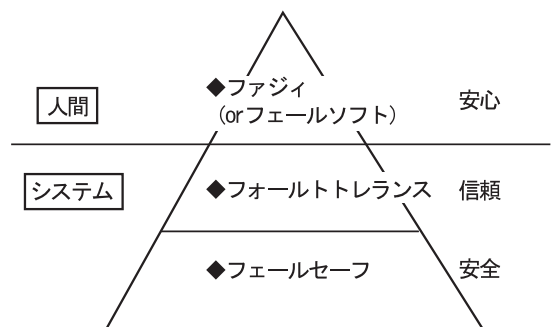 人間
◆ファジィ
(orフェールソフト)
安心
システム
◆フォールトトレランス
信頼
◆フェールセーフ
安全